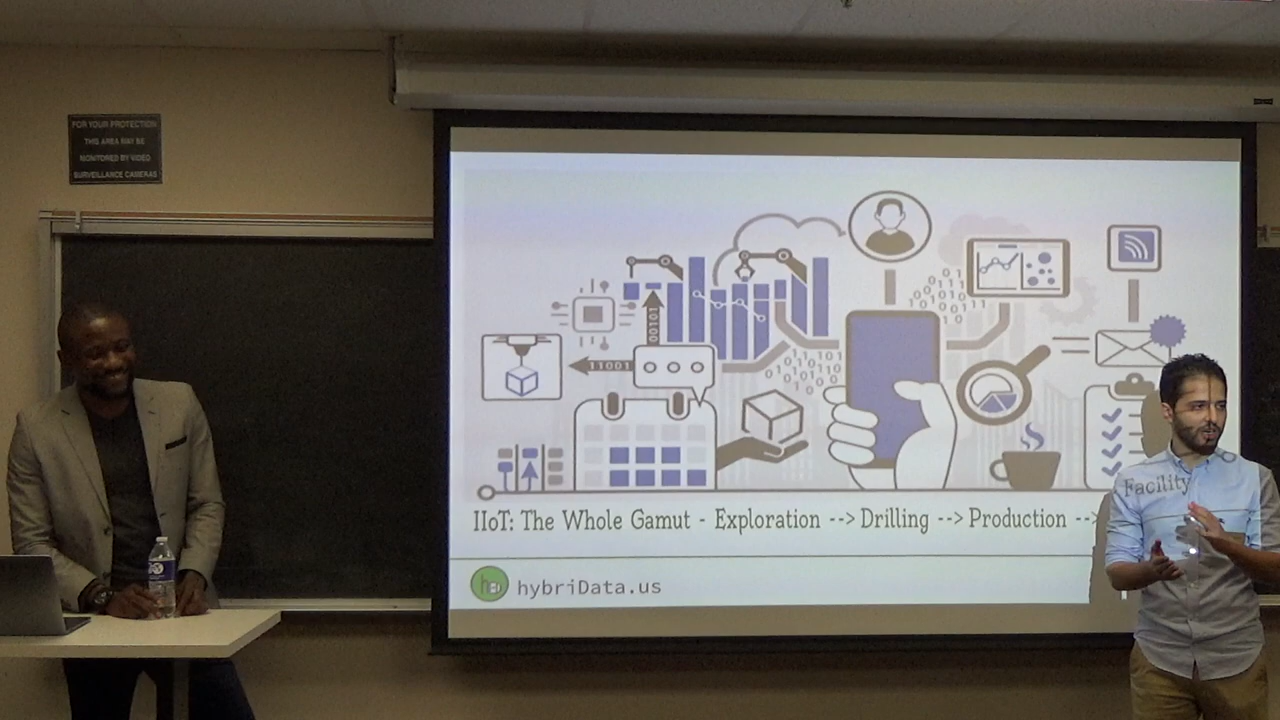 FOR YOUR PROTECTION
THIS AREA MAY BE
MONITORED BY VIDEO
SURVEILLANCE CAMERAS
00101
11001
IIoT: The Whole Gamut - Exploration --> Drilling --> Production --> Facility
hybriData.us